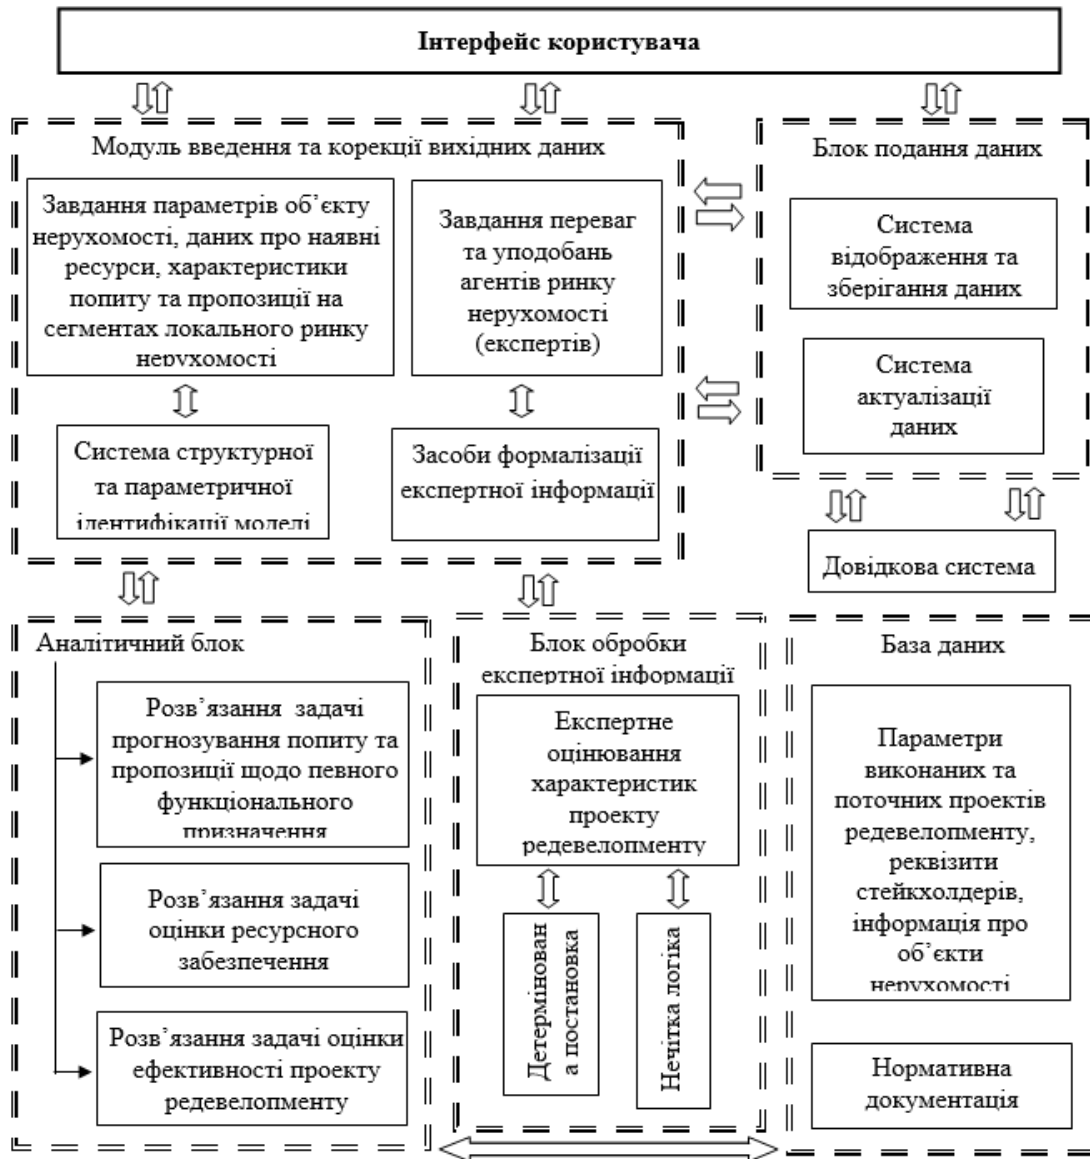 Інтерфейс користувача
Модуль введення та корекції вихідних даних
Завдання параметрів об’єкту
нерухомості, даних про наявні
ресурси, характеристики
попиту та пропозиції на
сегментах локального ринку
нерухомості
Завдання переваг
та уподобань
агентів ринку
нерухомості
(експертів)
Система структурної
та параметричної
ідентифікації моделі
Засоби формалізації
експертної інформації
Блок подання даних
Система
відображення та
зберігання даних
Система
актуалізації
даних
Довідкова система
Аналітичний блок
Розв’язання задачі
прогнозування попиту та
пропозиції щодо певного
функціонального
призначення
Розв’язання задачі
оцінки ресурсного
забезпечення
Розв’язання задачі оцінки
ефективності проекту
редевелопменту
Блок обробки
експертної інформації
Експертне
оцінювання
характеристик
проекту
редевелопменту
Детермінован
а постановка
Нечітка логіка
База даних
Параметри
виконаних та
поточних проектів
редевелопменту,
реквізити
стейкхолдерів,
інформація про
об’єкти
нерухомості
Нормативна
документація